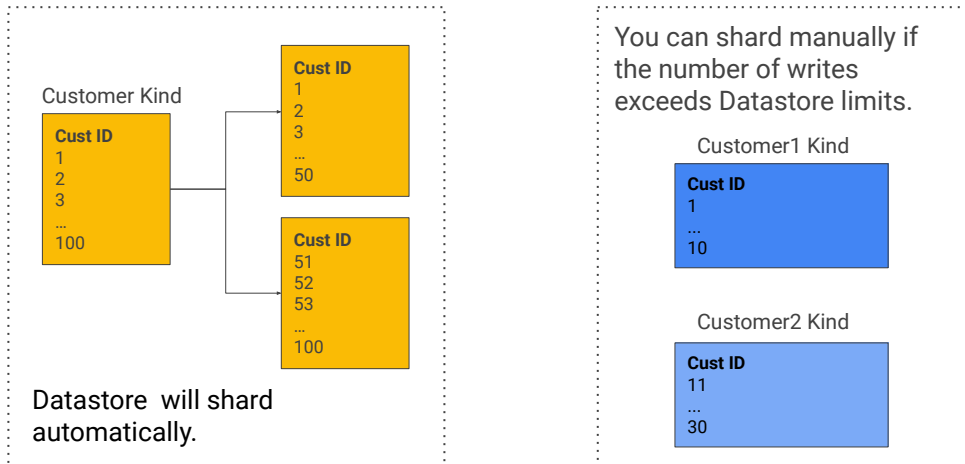 Customer Kind
Cust ID
1
2
3
…
100
Cust ID
1
2
3
…
50
Cust ID
51
52
53
…
100
Datastore will shard
automatically.
You can shard manually if
the number of writes
exceeds Datastore limits.
Customer1 Kind
Cust ID
1
...
10
Customer2 Kind
Cust ID
11
...
30